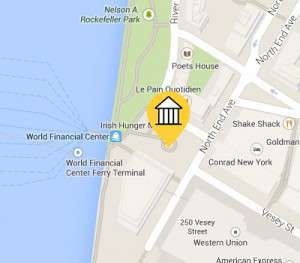 Nelson A.
Rockefeller Park
River
Poets House
North End Ave
Le Pain Quotidien
Irish Hunger
Shake Shack
World Financial Center
North End Ave
Goldman
World Financial
Center Ferry Terminal
Conrad New York
Vesey St
250 Vesey
Street
Western Union
American Express